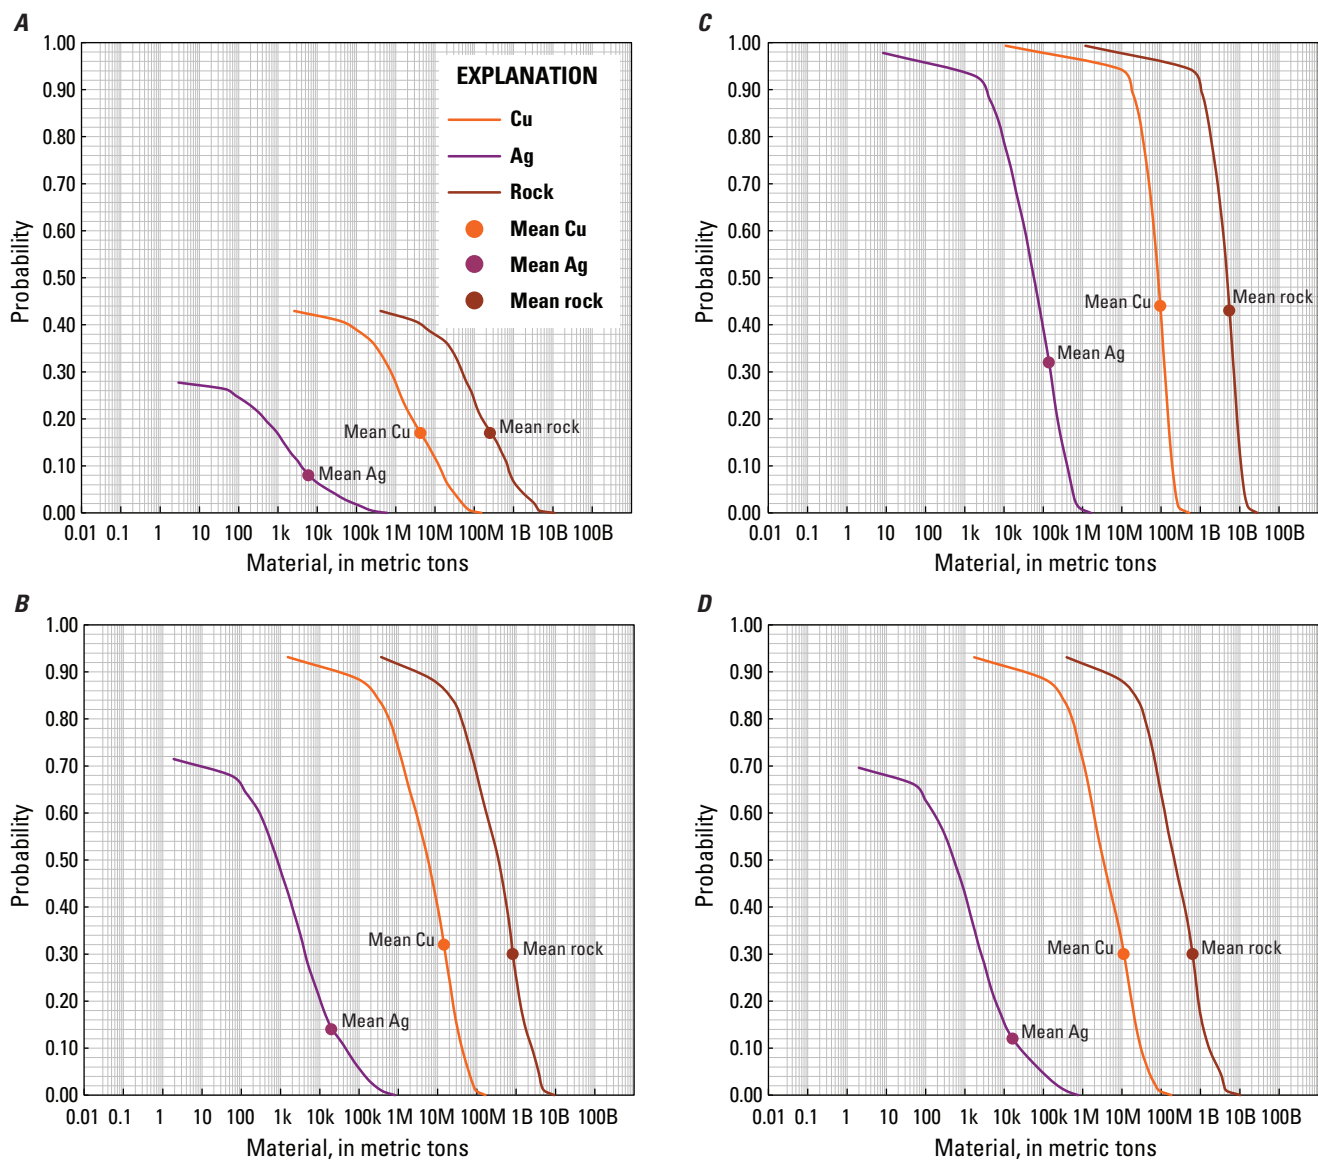 A
1.00
0.90
0.80
0.70
0.60
0.50
0.40
0.30
0.20
0.10
0.00
Probability
EXPLANATION
Cu
Ag
Rock
Mean Cu
Mean Ag
Mean rock
Mean Cu
Mean rock
Mean Ag
0.01 0.1 1 10 100 1k 10k 100k 1M 10M 100M 1B 10B 100B
Material, in metric tons
C
1.00
0.90
0.80
0.70
0.60
0.50
0.40
0.30
0.20
0.10
0.00
Probability
Mean Cu
Mean rock
Mean Ag
0.01 0.1 1 10 100 1k 10k 100k 1M 10M 100M 1B 10B 100B
Material, in metric tons
B
1.00
0.90
0.80
0.70
0.60
0.50
0.40
0.30
0.20
0.10
0.00
Probability
Mean Cu
Mean rock
Mean Ag
0.01 0.1 1 10 100 1k 10k 100k 1M 10M 100M 1B 10B 100B
Material, in metric tons
D
1.00
0.90
0.80
0.70
0.60
0.50
0.40
0.30
0.20
0.10
0.00
Probability
Mean Cu
Mean rock
Mean Ag
0.01 0.1 1 10 100 1k 10k 100k 1M 10M 100M 1B 10B 100B
Material, in metric tons